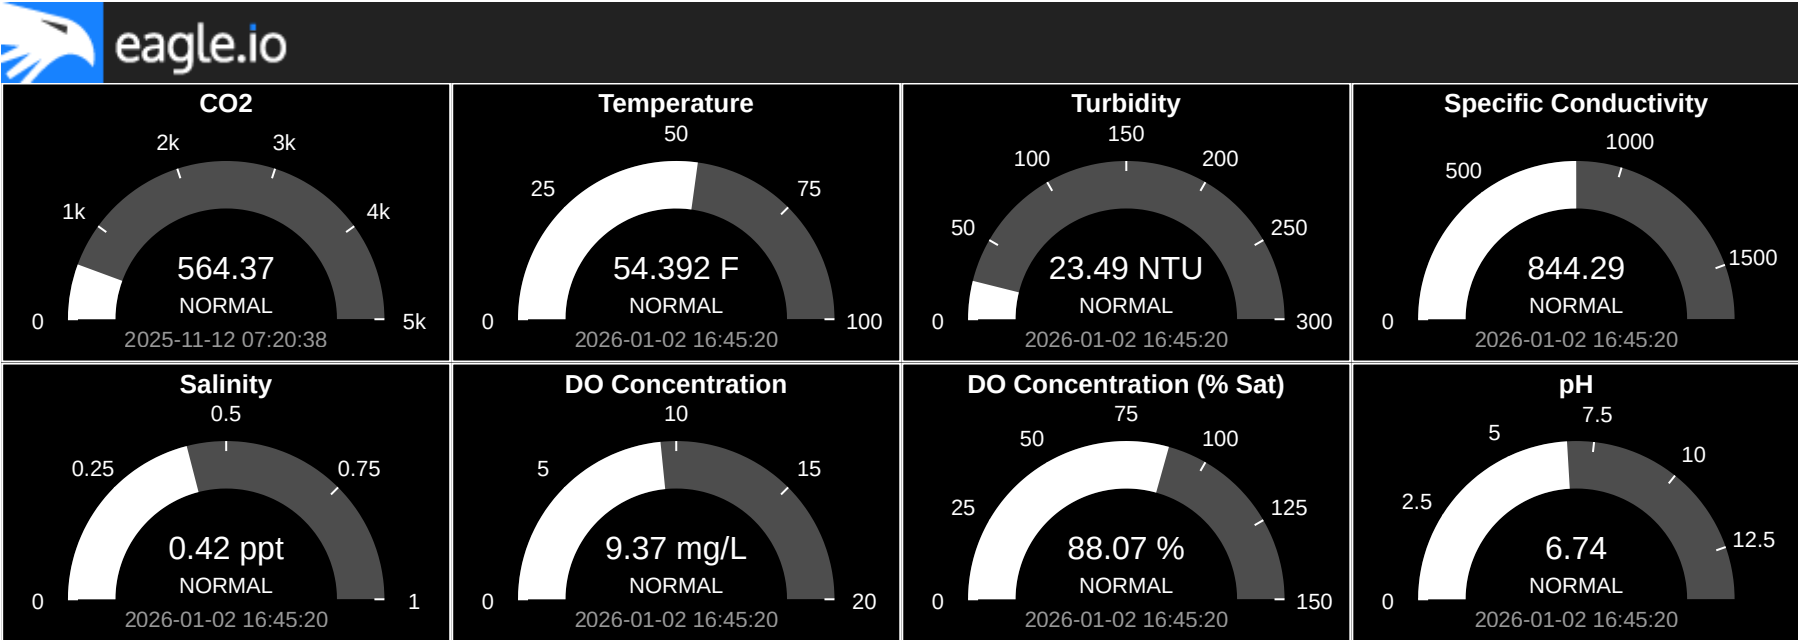 eagle.io
CO2
0
1k
2k
3k
4k
5k
564.37
NORMAL
2025-11-12 07:20:38
Temperature
0
25
50
75
100
54.392 F
NORMAL
2026-01-02 16:45:20
Turbidity
0
50
100
150
200
250
300
23.49 NTU
NORMAL
2026-01-02 16:45:20
Specific Conductivity
0
500
1000
1500
844.29
NORMAL
2026-01-02 16:45:20
Salinity
0
0.25
0.5
0.75
1
0.42 ppt
NORMAL
2026-01-02 16:45:20
DO Concentration
0
5
10
15
20
9.37 mg/L
NORMAL
2026-01-02 16:45:20
DO Concentration (% Sat)
0
25
50
75
100
125
150
88.07 %
NORMAL
2026-01-02 16:45:20
pH
0
2.5
5
7.5
10
12.5
6.74
NORMAL
2026-01-02 16:45:20